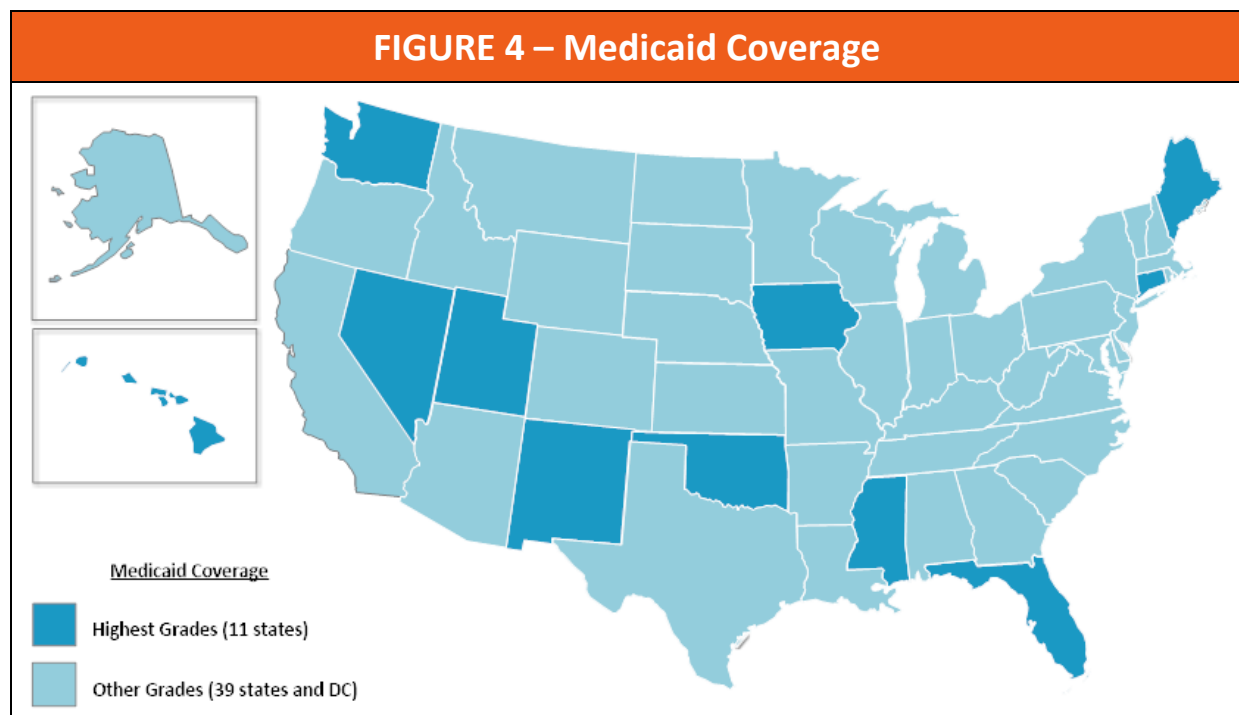 FIGURE 4 – Medicaid Coverage
Medicaid Coverage
Highest Grades (11 states)
Other Grades (39 states and DC)